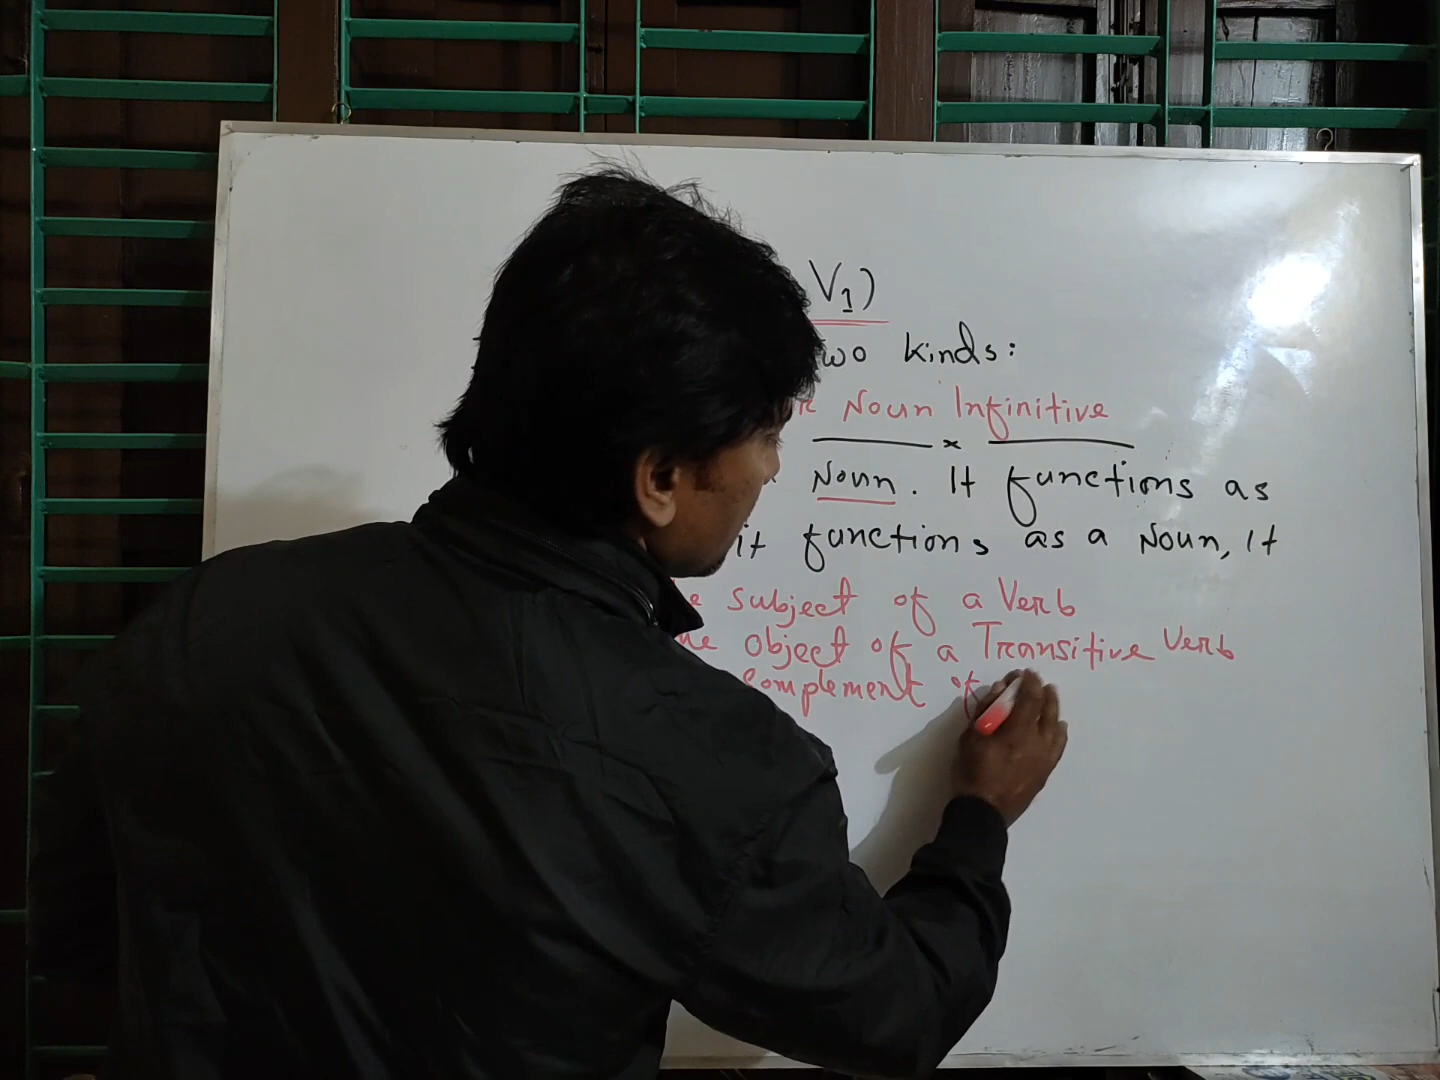 V1)
wo kinds:
Noun Infinitive
Noun. It functions as
it functions as a Noun, It
subject of a Verb
object of a Transitive Verb
Complement of